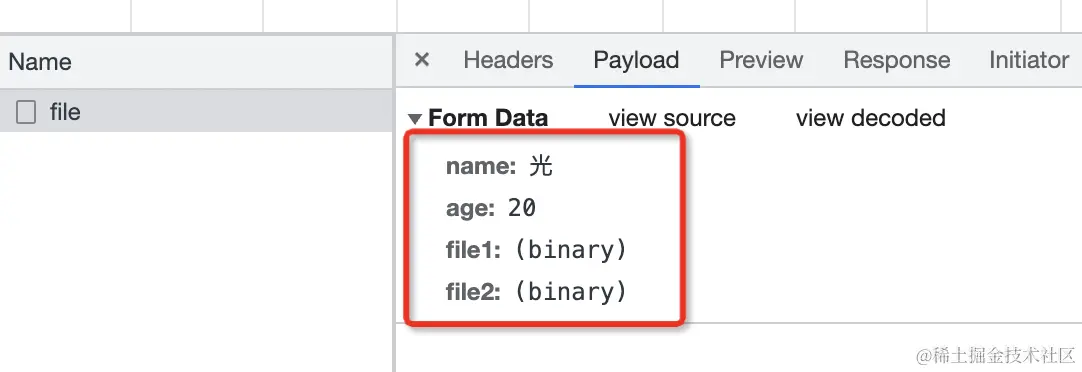 Name
file
× Headers Payload Preview Response Initiator
▼Form Data view source view decoded
name: 光
age: 20
file1: (binary)
file2: (binary)
@稀土掘金技术社区